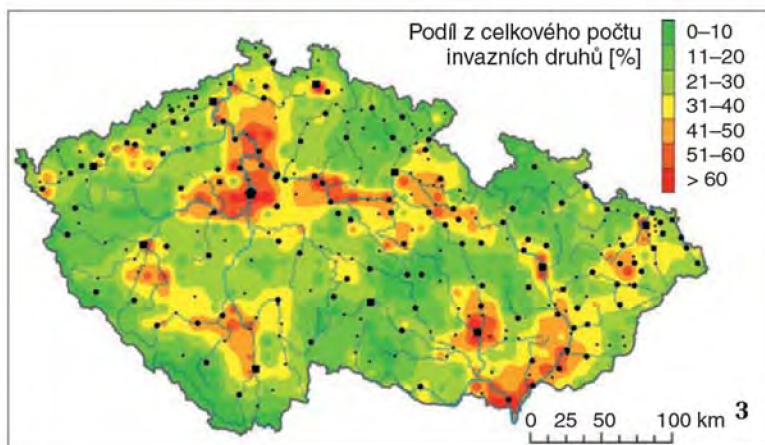 Podíl z celkového počtu
invazních druhů [%]
0–10
11–20
21–30
31–40
41–50
51–60
> 60
3
0 25 50 100 km